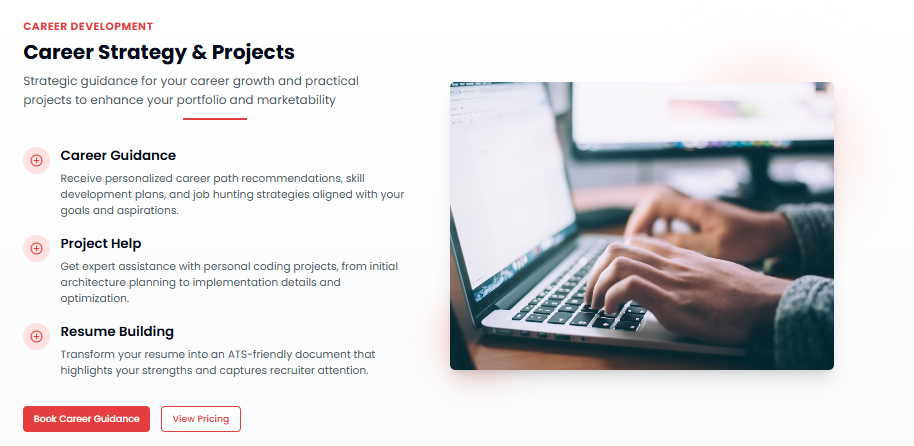 CAREER DEVELOPMENT
Career Strategy & Projects
Strategic guidance for your career growth and practical
projects to enhance your portfolio and marketability
Career Guidance
Receive personalized career path recommendations, skill
development plans, and job hunting strategies aligned with your
goals and aspirations.
Project Help
Get expert assistance with personal coding projects, from initial
architecture planning to implementation details and
optimization.
Resume Building
Transform your resume into an ATS-friendly document that
highlights your strengths and captures recruiter attention.
Book Career Guidance
View Pricing